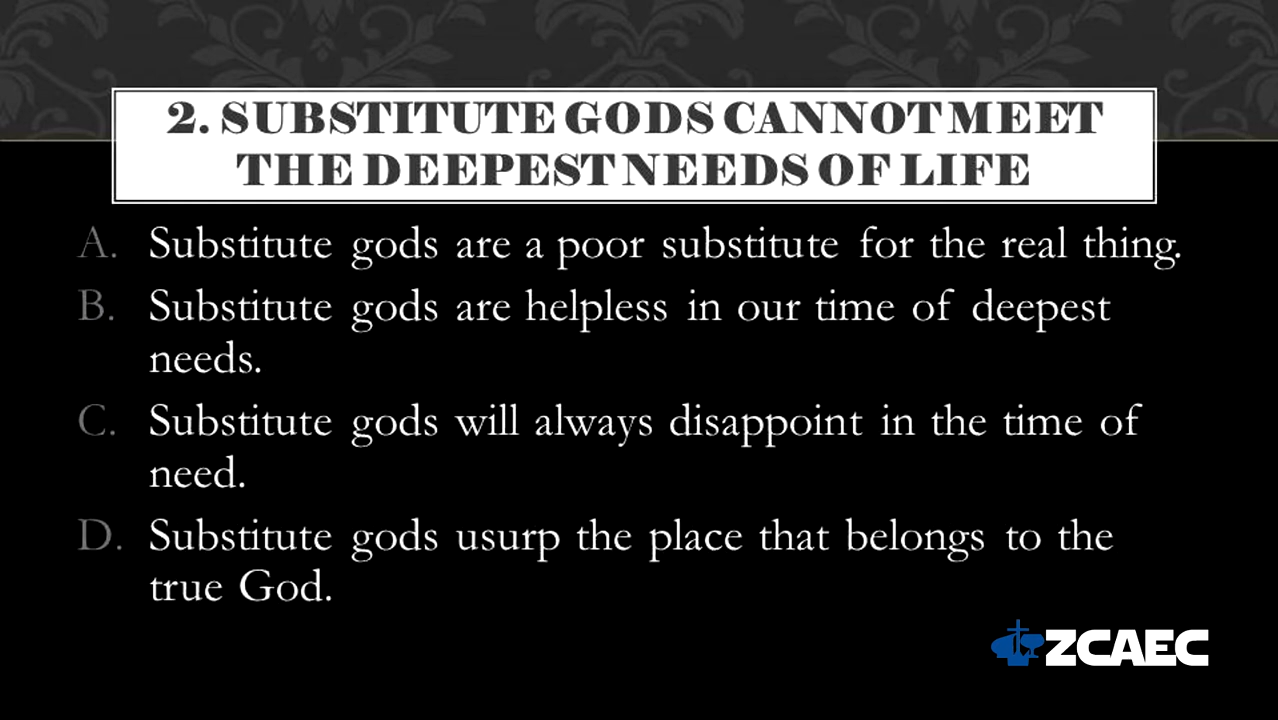 2. SUBSTITUTE GODS CANNOT MEET
THE DEEPEST NEEDS OF LIFE
A. Substitute gods are a poor substitute for the real thing.
B. Substitute gods are helpless in our time of deepest
needs.
C. Substitute gods will always disappoint in the time of
need.
D. Substitute gods usurp the place that belongs to the
true God.
ZCAEC